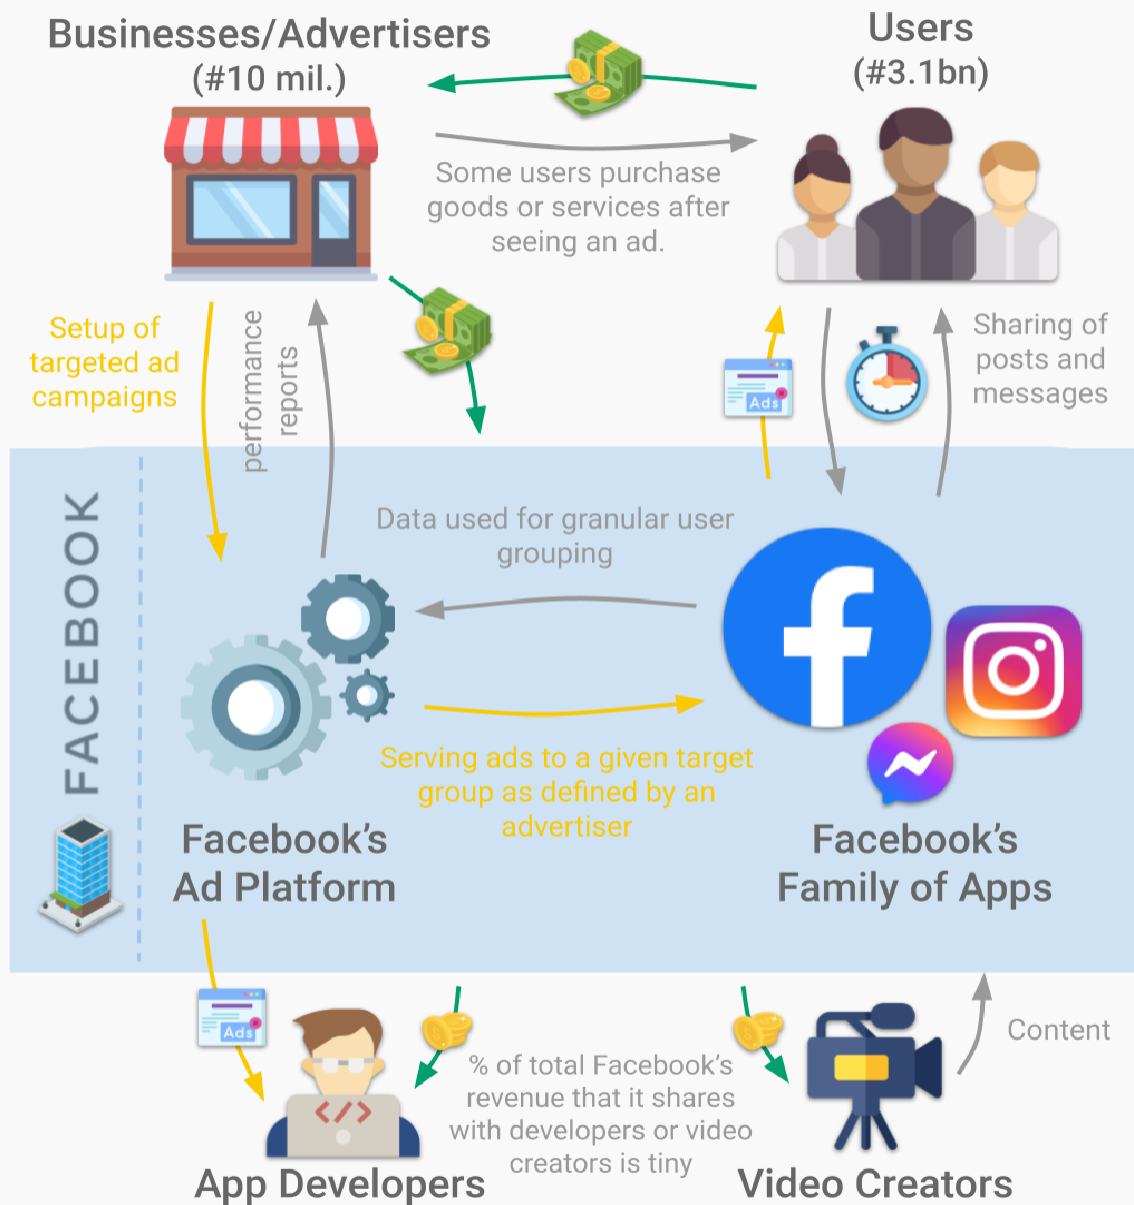 Businesses/Advertisers
(#10 mil.)
Users
(#3.1bn)
Some users purchase
goods or services after
seeing an ad.
Setup of
targeted ad
campaigns
performance
reports
Ads
Sharing of
posts and
messages
FACEBOOK
Data used for granular user
grouping
Serving ads to a given target
group as defined by an
advertiser
Facebook's
Ad Platform
Facebook's
Family of Apps
Ads
% of total Facebook's
revenue that it shares
with developers or video
creators is tiny
Content
</>
App Developers
Video Creators